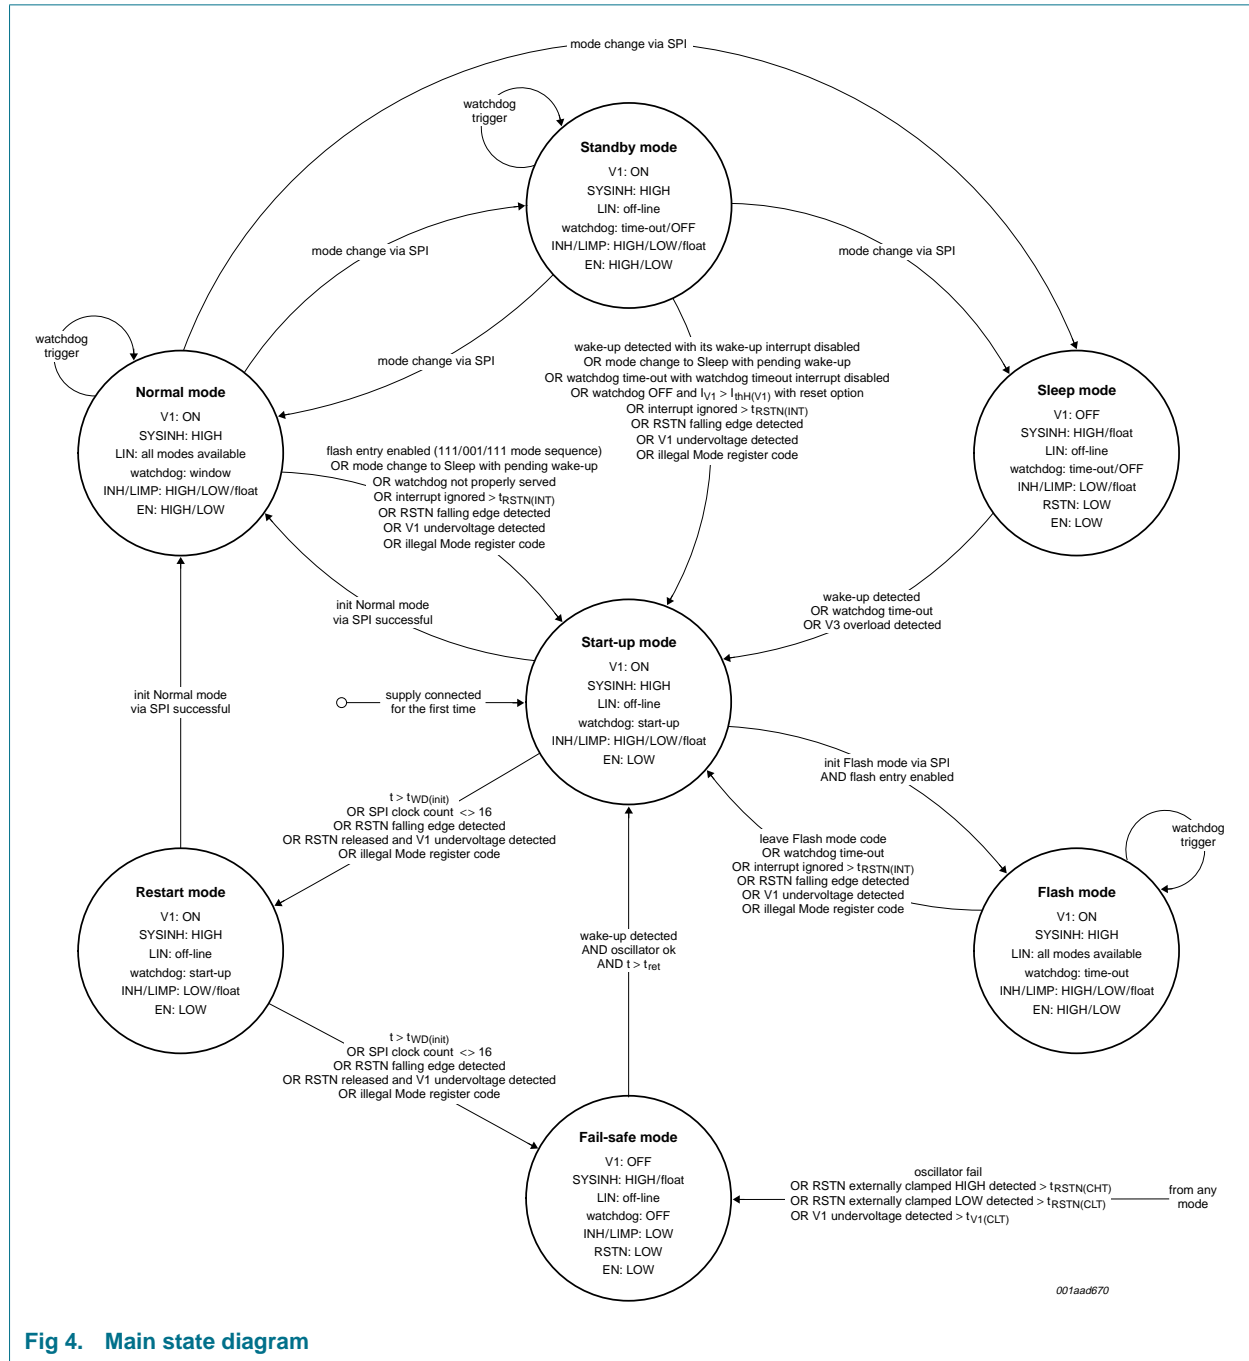 mode change via SPI
watchdog
trigger
Standby mode
V1: ON
SYSINH: HIGH
LIN: off-line
watchdog: time-out/OFF
INH/LIMP: HIGH/LOW/float
EN: HIGH/LOW
mode change via SPI
mode change via SPI
watchdog
trigger
mode change via SPI
Normal mode
V1: ON
SYSINH: HIGH
LIN: all modes available
watchdog: window
INH/LIMP: HIGH/LOW/float
EN: HIGH/LOW
wake-up detected with its wake-up interrupt disabled
OR mode change to Sleep with pending wake-up
OR watchdog time-out with watchdog timeout interrupt disabled
OR watchdog OFF and IV1 > IthH(V1) with reset option
OR interrupt ignored > tRSTN(INT)
OR RSTN falling edge detected
OR V1 undervoltage detected
OR illegal Mode register code
Sleep mode
V1: OFF
SYSINH: HIGH/float
LIN: off-line
watchdog: time-out/OFF
INH/LIMP: LOW/float
RSTN: LOW
EN: LOW
flash entry enabled (111/001/111 mode sequence)
OR mode change to Sleep with pending wake-up
OR watchdog not properly served
OR interrupt ignored > tRSTN(INT)
OR RSTN falling edge detected
OR V1 undervoltage detected
OR illegal Mode register code
init Normal mode
via SPI successful
wake-up detected
OR watchdog time-out
OR V3 overload detected
Start-up mode
V1: ON
SYSINH: HIGH
LIN: off-line
watchdog: start-up
INH/LIMP: HIGH/LOW/float
EN: LOW
init Normal mode
via SPI successful
supply connected
for the first time
init Flash mode via SPI
AND flash entry enabled
t > tWD(init)
OR SPI clock count <> 16
OR RSTN falling edge detected
OR RSTN released and V1 undervoltage detected
OR illegal Mode register code
leave Flash mode code
OR watchdog time-out
OR interrupt ignored > tRSTN(INT)
OR RSTN falling edge detected
OR V1 undervoltage detected
OR illegal Mode register code
watchdog
trigger
Restart mode
V1: ON
SYSINH: HIGH
LIN: off-line
watchdog: start-up
INH/LIMP: LOW/float
EN: LOW
Flash mode
V1: ON
SYSINH: HIGH
LIN: all modes available
watchdog: time-out
INH/LIMP: HIGH/LOW/float
EN: HIGH/LOW
wake-up detected
AND oscillator ok
AND t > tret
t > tWD(init)
OR SPI clock count <> 16
OR RSTN falling edge detected
OR RSTN released and V1 undervoltage detected
OR illegal Mode register code
Fail-safe mode
V1: OFF
SYSINH: HIGH/float
LIN: off-line
watchdog: OFF
INH/LIMP: LOW
RSTN: LOW
EN: LOW
oscillator fail
OR RSTN externally clamped HIGH detected > tRSTN(CHT)
OR RSTN externally clamped LOW detected > tRSTN(CLT)
OR V1 undervoltage detected > tV1(CLT)
from any
mode
001aad670
Fig 4. Main state diagram